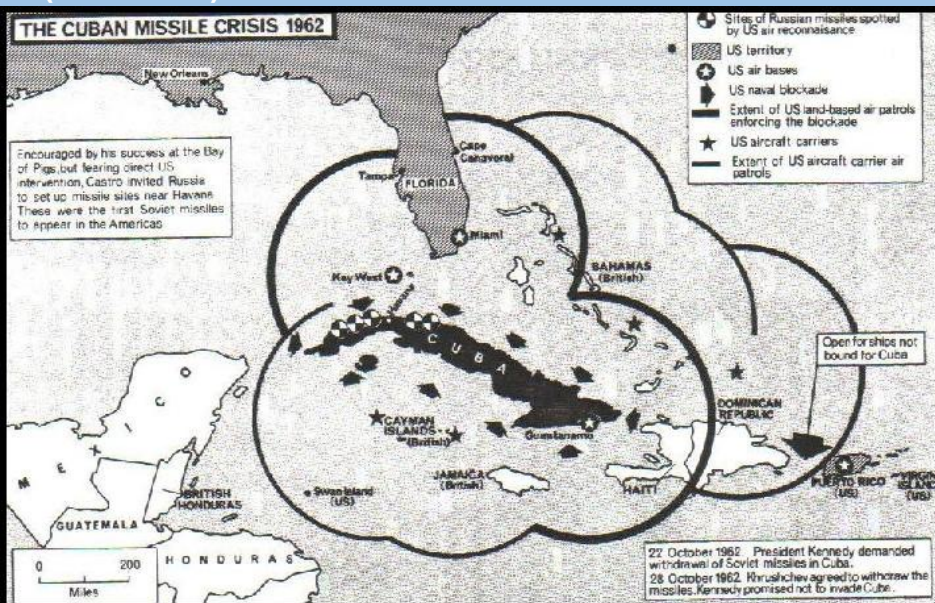 THE CUBAN MISSILE CRISIS 1962
Sites of Russian missiles spotted
by US air reconnaisance
US territory
US air bases
US naval blockade
Extent of US land-based air patrols
enforcing the blockade
US aircraft carriers
Extent of US aircraft carrier air
patrols
New Orleans
Encouraged by his success at the Bay
of Pigs,but fearing direct US
intervention, Castro invited Russia
to set up missile sites near Havana
These were the first Soviet missiles
to appear in the Americas
Cape
Canaveral
Tampa
FLORIDA
Miami
Key West
BAHAMAS
(British)
Havana
CUBA
Open for ships not
bound for Cuba
CAYMAN
ISLANDS
(British)
Guantanamo
DOMINICAN
REPUBLIC
MEXICO
JAMAICA
(British)
HAITI
PUERTO RICO
(US)
VIRGIN
ISLANDS
(US)
Swan Island
(US)
BRITISH
HONDURAS
GUATEMALA
HONDURAS
0 200
Miles
22 October 1962. President Kennedy demanded
withdrawal of Soviet missiles in Cuba.
28 October 1962. Khrushchev agreed to withdraw the
missiles.Kennedy promised not to invade Cuba.